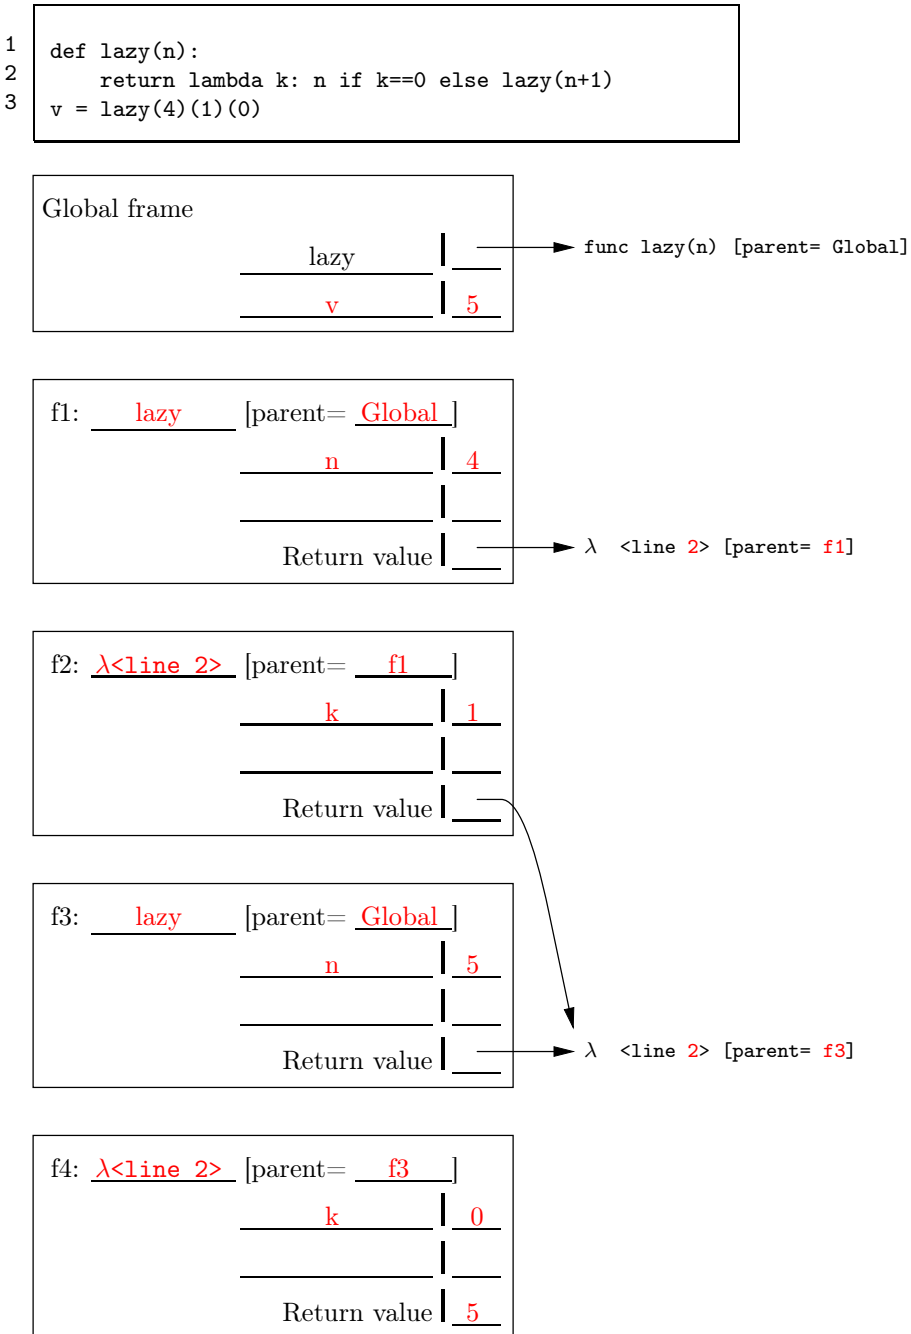 1 def lazy(n):
2 return lambda k: n if k==0 else lazy(n+1)
3 v = lazy(4)(1)(0)
Global frame
lazy func lazy(n) [parent= Global]
v 5
f1: lazy [parent= Global ]
n 4
Return value λ <line 2> [parent= f1]
f2: λ<line 2> [parent= f1 ]
k 1
Return value
f3: lazy [parent= Global ]
n 5
Return value λ <line 2> [parent= f3]
f4: λ<line 2> [parent= f3 ]
k 0
Return value 5